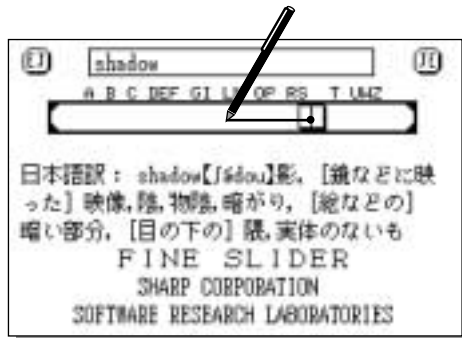 EJ shadow JE
A B C DEF GI LM OP RS T UWZ
日本語訳: shadow【ʃǽdou】影, [鏡などに映
った] 映像,陰,物陰,暗がり, [絵などの]
暗い部分, [目の下の] 隈,実体のないも
FINE SLIDER
SHARP CORPORATION
SOFTWARE RESEARCH LABORATORIES